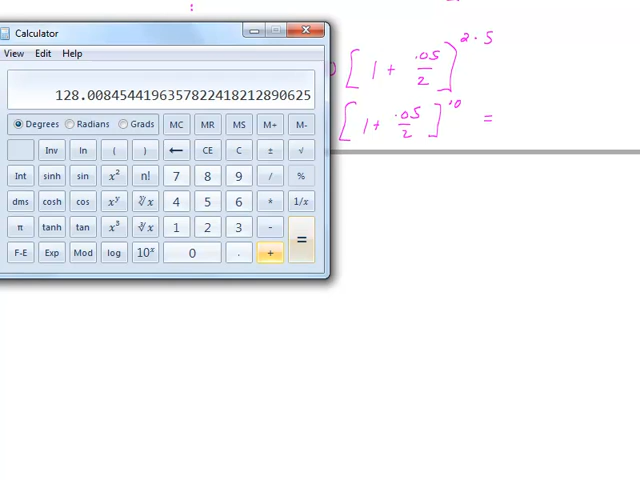 Calculator
View Edit Help
128.0084544196357822418212890625
Degrees Radians Grads MC MR MS M+ M-
Inv ln ( ) ← CE C ± √
Int sinh sin x² n! 7 8 9 / %
dms cosh cos xʸ ʸ√x 4 5 6 * 1/x
π tanh tan x³ ³√x 1 2 3 - =
F-E Exp Mod log 10ˣ 0 . +
[1 + .05/2]^2·5
[1 + .05/2]^10 =